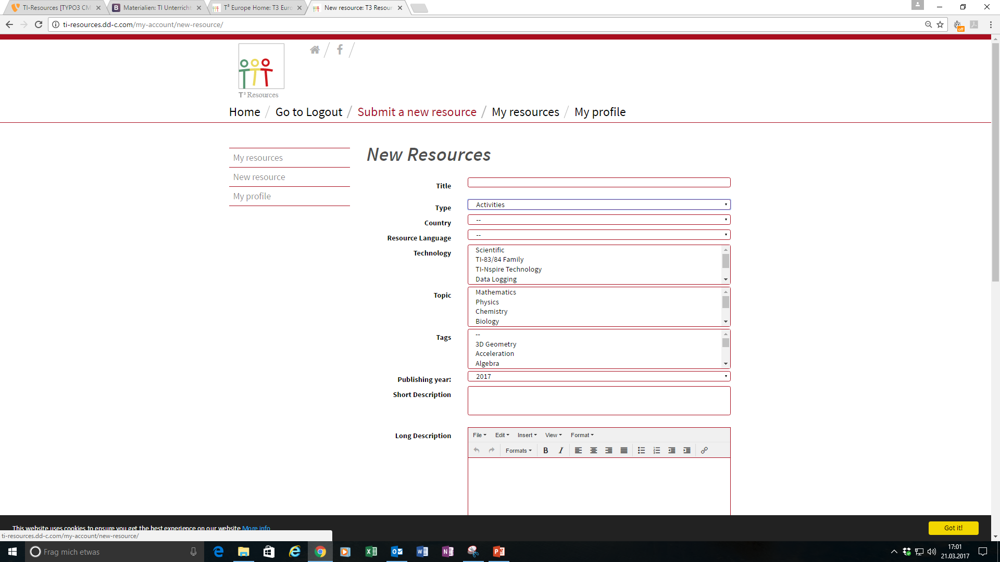 TI-Resources [TYPO3 CM
Materialien: TI Unterricht
T³ Europe Home: T3 Euro
New resource: T3 Resour
ti-resources.dd-c.com/my-account/new-resource/
off
T³ Resources
Home / Go to Logout / Submit a new resource / My resources / My profile
My resources
New resource
My profile
New Resources
Title
Type Activities
Country --
Resource Language --
Technology
Scientific
TI-83/84 Family
TI-Nspire Technology
Data Logging
Topic
Mathematics
Physics
Chemistry
Biology
Tags
--
3D Geometry
Acceleration
Algebra
Publishing year: 2017
Short Description
Long Description
File Edit Insert View Format
Formats B I
This website uses cookies to ensure you get the best experience on our website More info
Got it!
ti-resources.dd-c.com/my-account/new-resource/
Frag mich etwas
17:01
21.03.2017